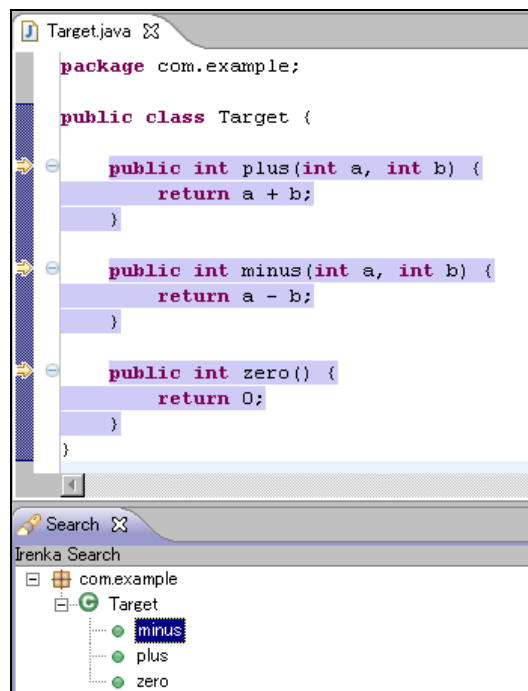 Target.java
package com.example;
public class Target {
public int plus(int a, int b) {
return a + b;
}
public int minus(int a, int b) {
return a - b;
}
public int zero() {
return 0;
}
}
Search
Irenka Search
com.example
Target
minus
plus
zero